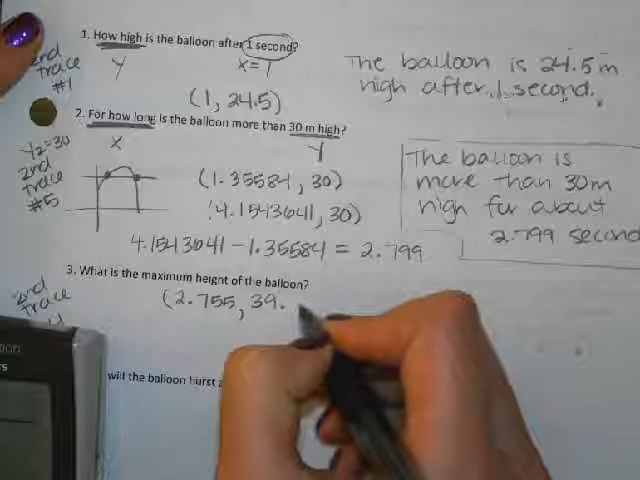 1. How high is the balloon after 1 second?
2nd
trace
#1
y x=1
(1, 24.5)
The balloon is 24.5 m
high after 1 second.
2. For how long is the balloon more than 30 m high?
Y2=30
2nd
trace
#5
x y
(1.35584, 30)
(4.1543641, 30)
4.1543641 - 1.35584 = 2.799
The balloon is
more than 30m
high for about
2.799 second
3. What is the maximum height of the balloon?
2nd
trace
(2.755, 39.
will the balloon burst